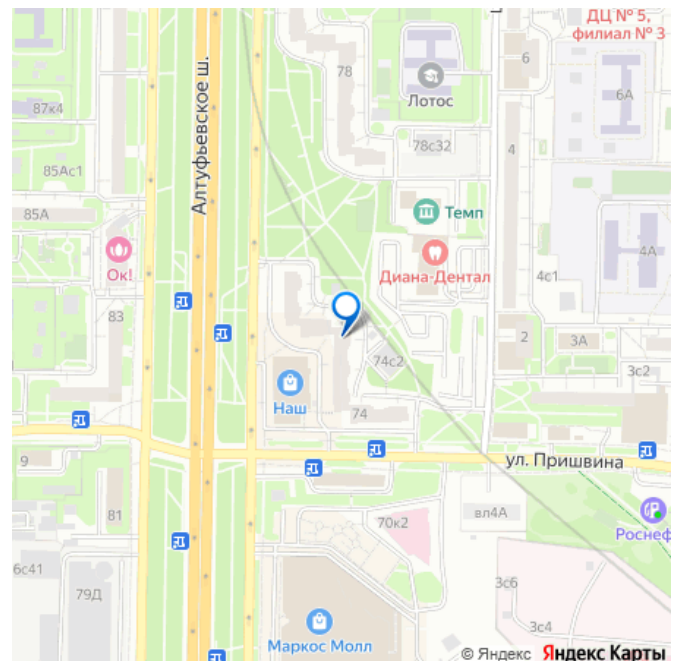 ДЦ № 5,
филиал № 3
78
6
Лотос
6А
87к4
Алтуфьевское ш.
78с32
4
85Ас1
85А
Темп
Ок!
Диана-Дентал
4А
4с1
83
2
3А
74с2
3с2
Наш
74
ул. Пришвина
9
81
70к2
вл4А
Роснеф
6с41
79Д
3с6
3с4
Маркос Молл
© Яндекс Яндекс Карты